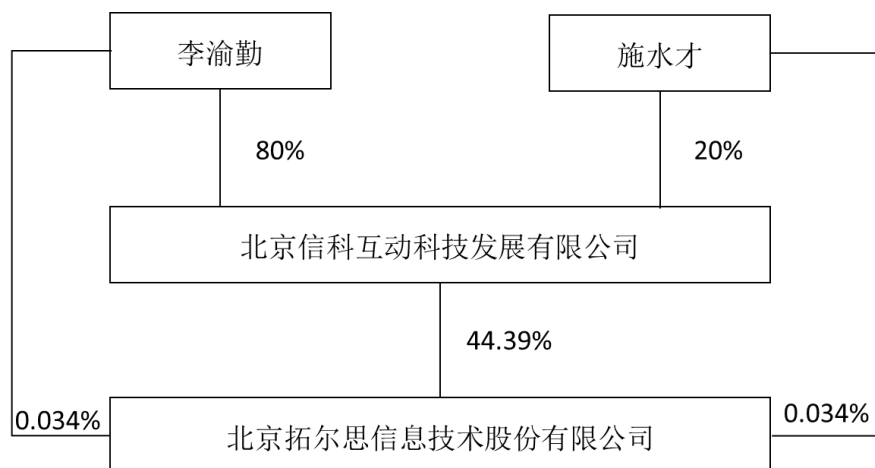 李渝勤
施水才
80%
20%
北京信科互动科技发展有限公司
44.39%
0.034%
0.034%
北京拓尔思信息技术股份有限公司